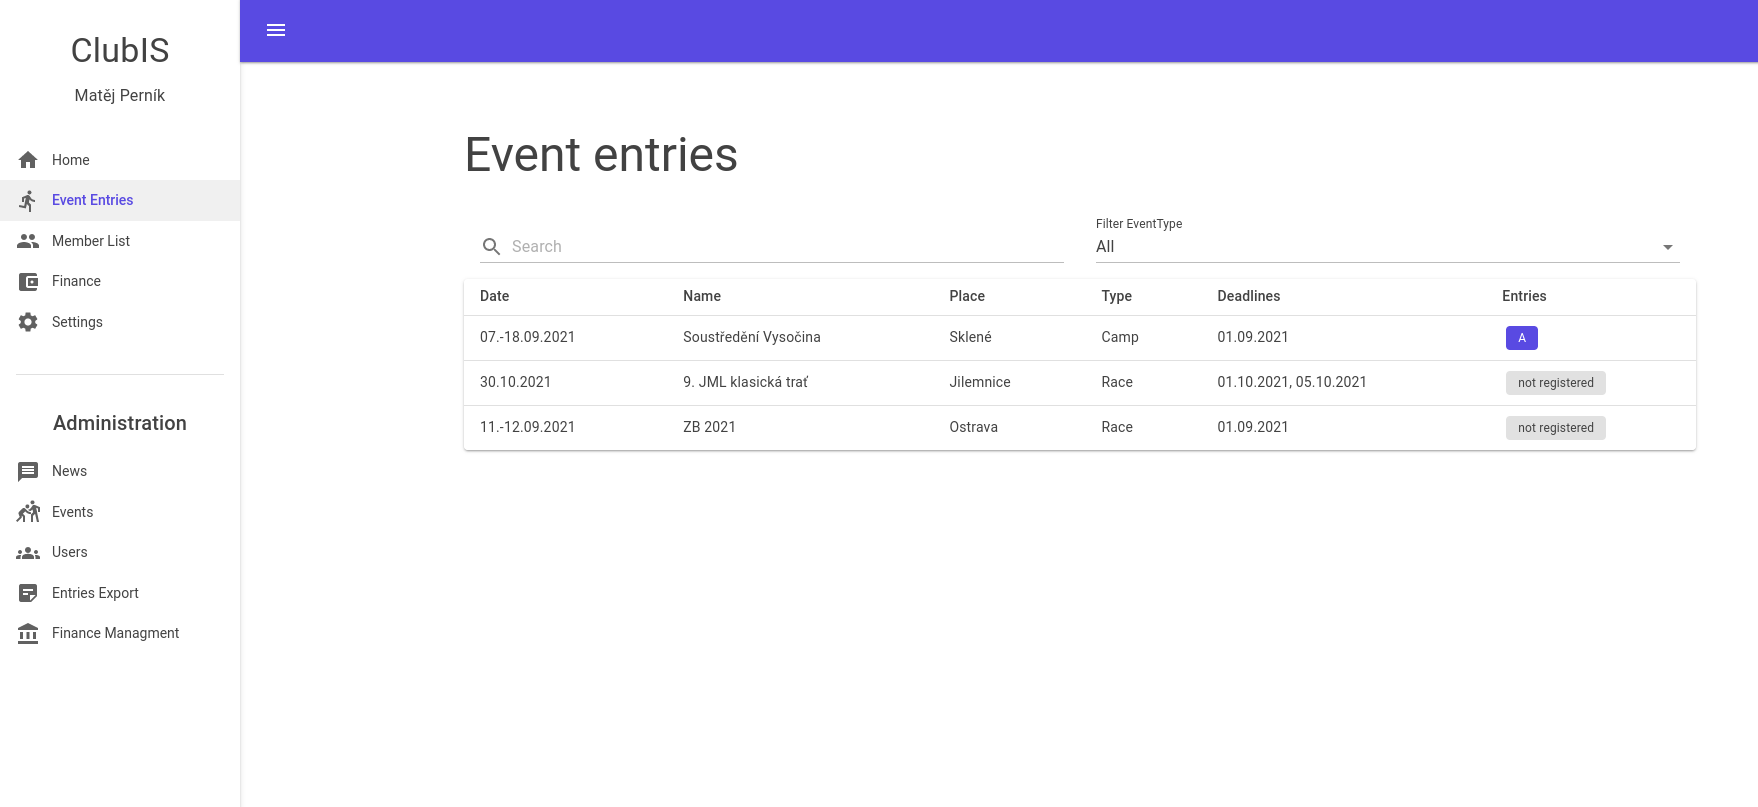 ClubIS
Matěj Perník
Home
Event Entries
Member List
Finance
Settings
Administration
News
Events
Users
Entries Export
Finance Managment
Event entries
Search
Filter EventType
All
Date Name Place Type Deadlines Entries
07.-18.09.2021 Soustředění Vysočina Sklené Camp 01.09.2021 A
30.10.2021 9. JML klasická trať Jilemnice Race 01.10.2021, 05.10.2021 not registered
11.-12.09.2021 ZB 2021 Ostrava Race 01.09.2021 not registered